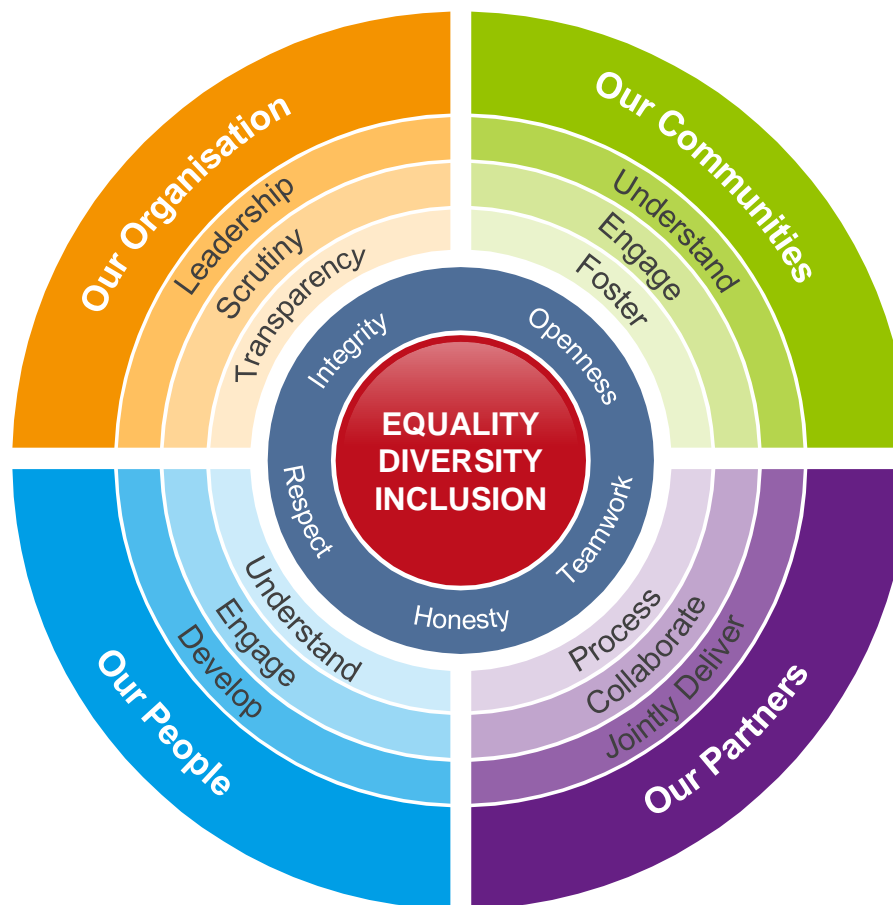 Our Organisation
Leadership
Scrutiny
Transparency
Our Communities
Understand
Engage
Foster
Integrity
Openness
Respect
Teamwork
Honesty
EQUALITY
DIVERSITY
INCLUSION
Understand
Engage
Develop
Our People
Process
Collaborate
Jointly Deliver
Our Partners